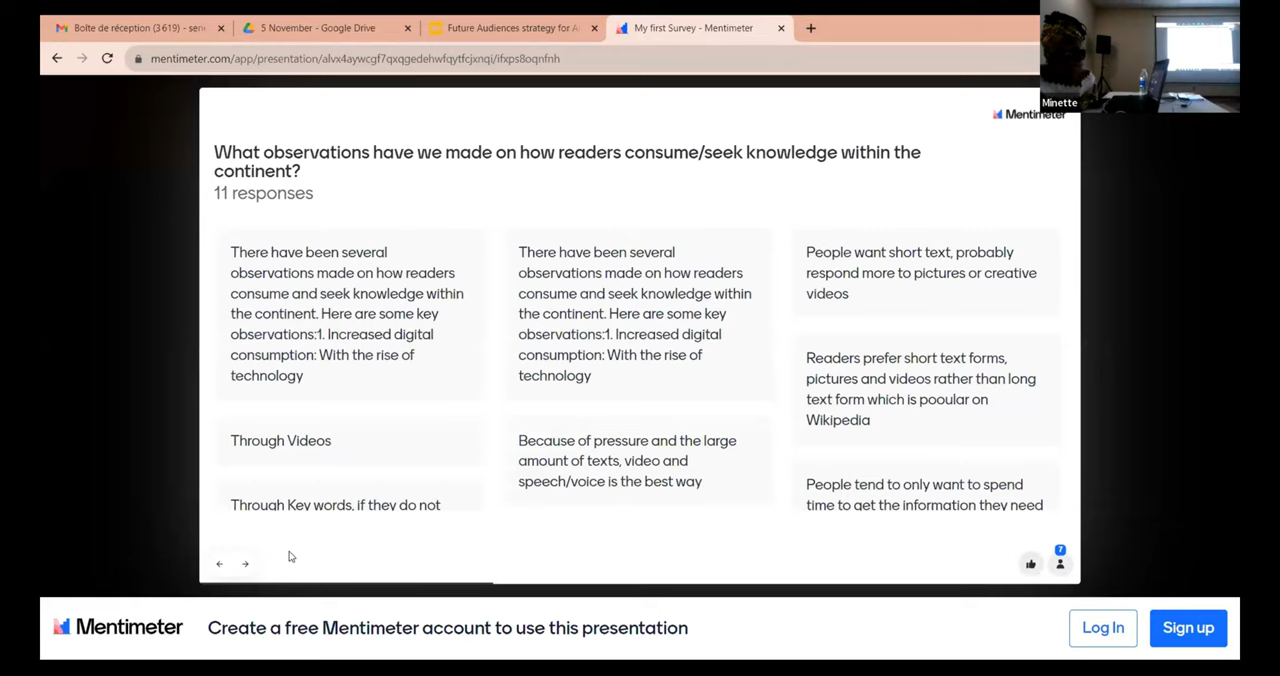 Boîte de réception (3 619) - sen
5 November - Google Drive
Future Audiences strategy for A
My first Survey - Mentimeter
mentimeter.com/app/presentation/alvx4aywcgf7qxqgedehwfqytfcjxnqi/ifxps8oqnfnh
Minette
Mentimeter
What observations have we made on how readers consume/seek knowledge within the
continent?
11 responses
There have been several
observations made on how readers
consume and seek knowledge within
the continent. Here are some key
observations:1. Increased digital
consumption: With the rise of
technology
Through Videos
Through Key words, if they do not
There have been several
observations made on how readers
consume and seek knowledge within
the continent. Here are some key
observations:1. Increased digital
consumption: With the rise of
technology
Because of pressure and the large
amount of texts, video and
speech/voice is the best way
People want short text, probably
respond more to pictures or creative
videos
Readers prefer short text forms,
pictures and videos rather than long
text form which is pooular on
Wikipedia
People tend to only want to spend
time to get the information they need
7
Mentimeter
Create a free Mentimeter account to use this presentation
Log In
Sign up